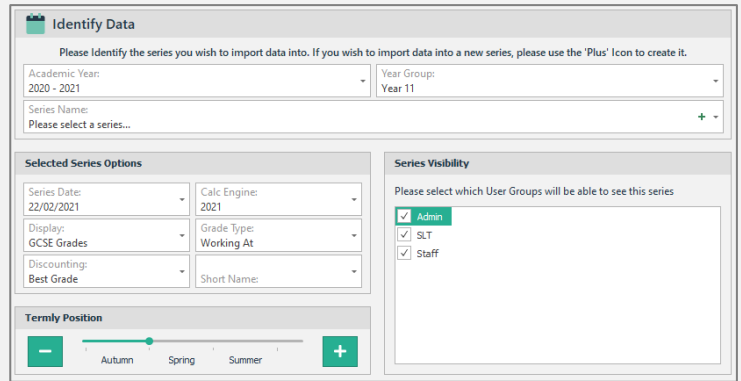 Identify Data
Please Identify the series you wish to import data into. If you wish to import data into a new series, please use the 'Plus' Icon to create it.
Academic Year:
2020 - 2021
Year Group:
Year 11
Series Name:
Please select a series...
Selected Series Options
Series Date:
22/02/2021
Calc Engine:
2021
Display:
GCSE Grades
Grade Type:
Working At
Discounting:
Best Grade
Short Name:
Termly Position
Autumn Spring Summer
Series Visibility
Please select which User Groups will be able to see this series
Admin
SLT
Staff